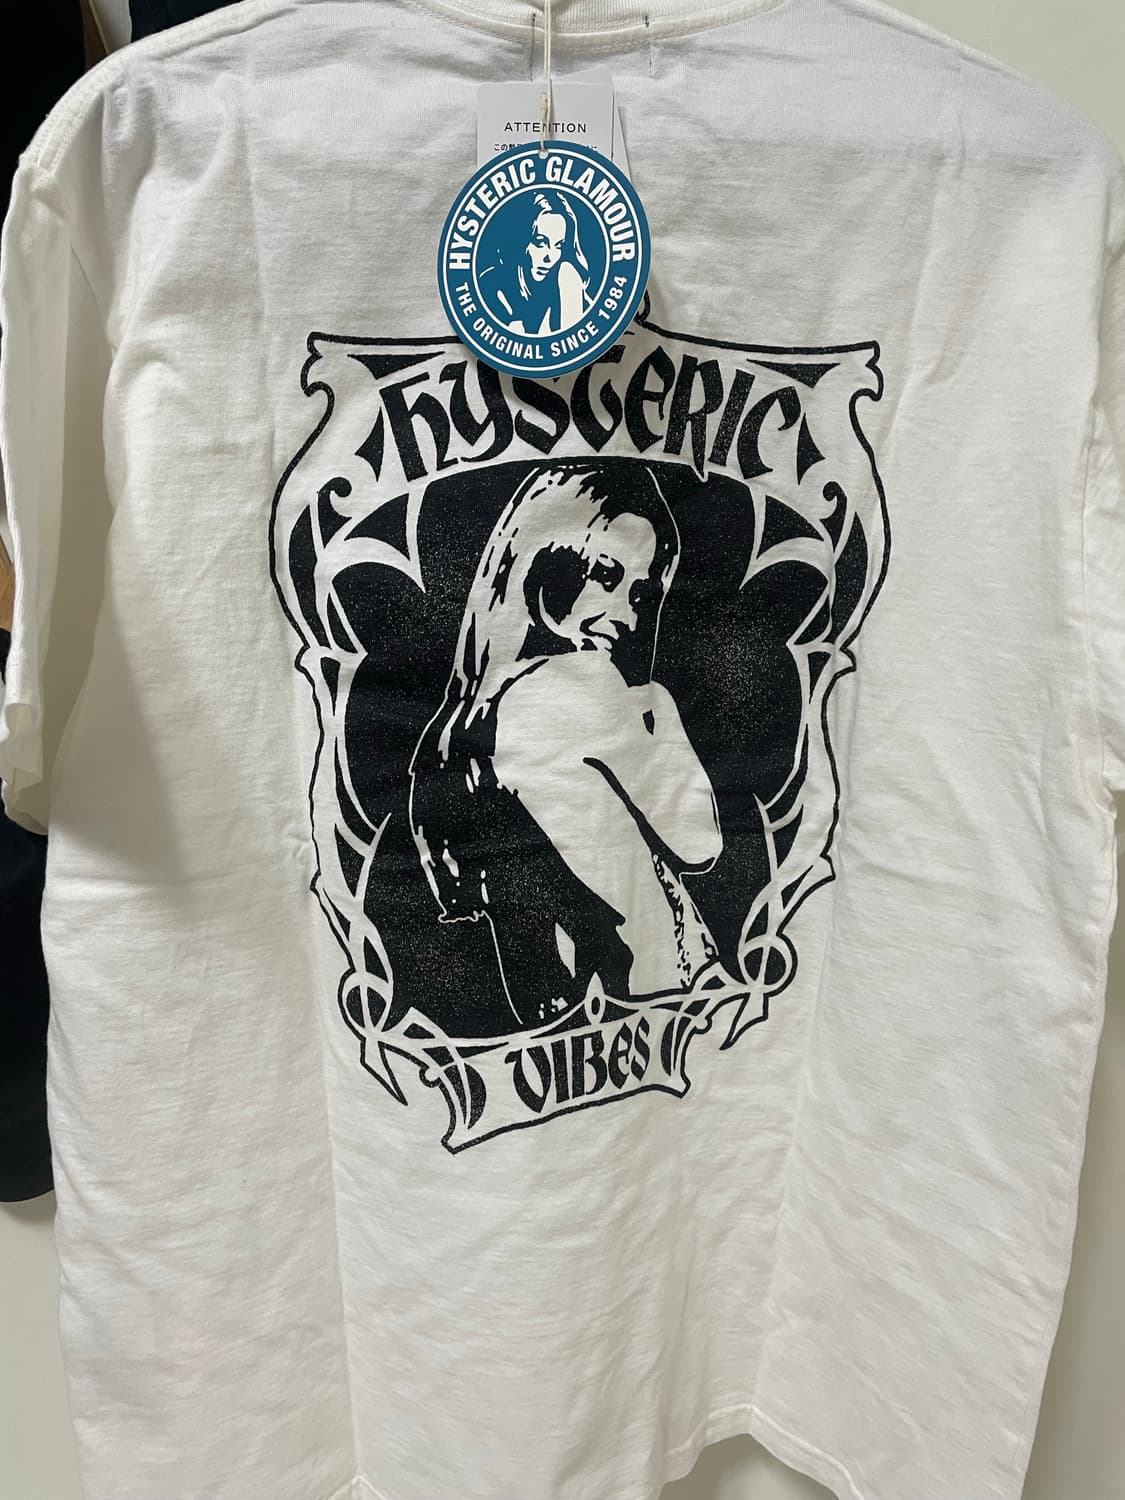 ATTENTION
HYSTERIC GLAMOUR
THE ORIGINAL SINCE 1984
hySTERIC
VIBES